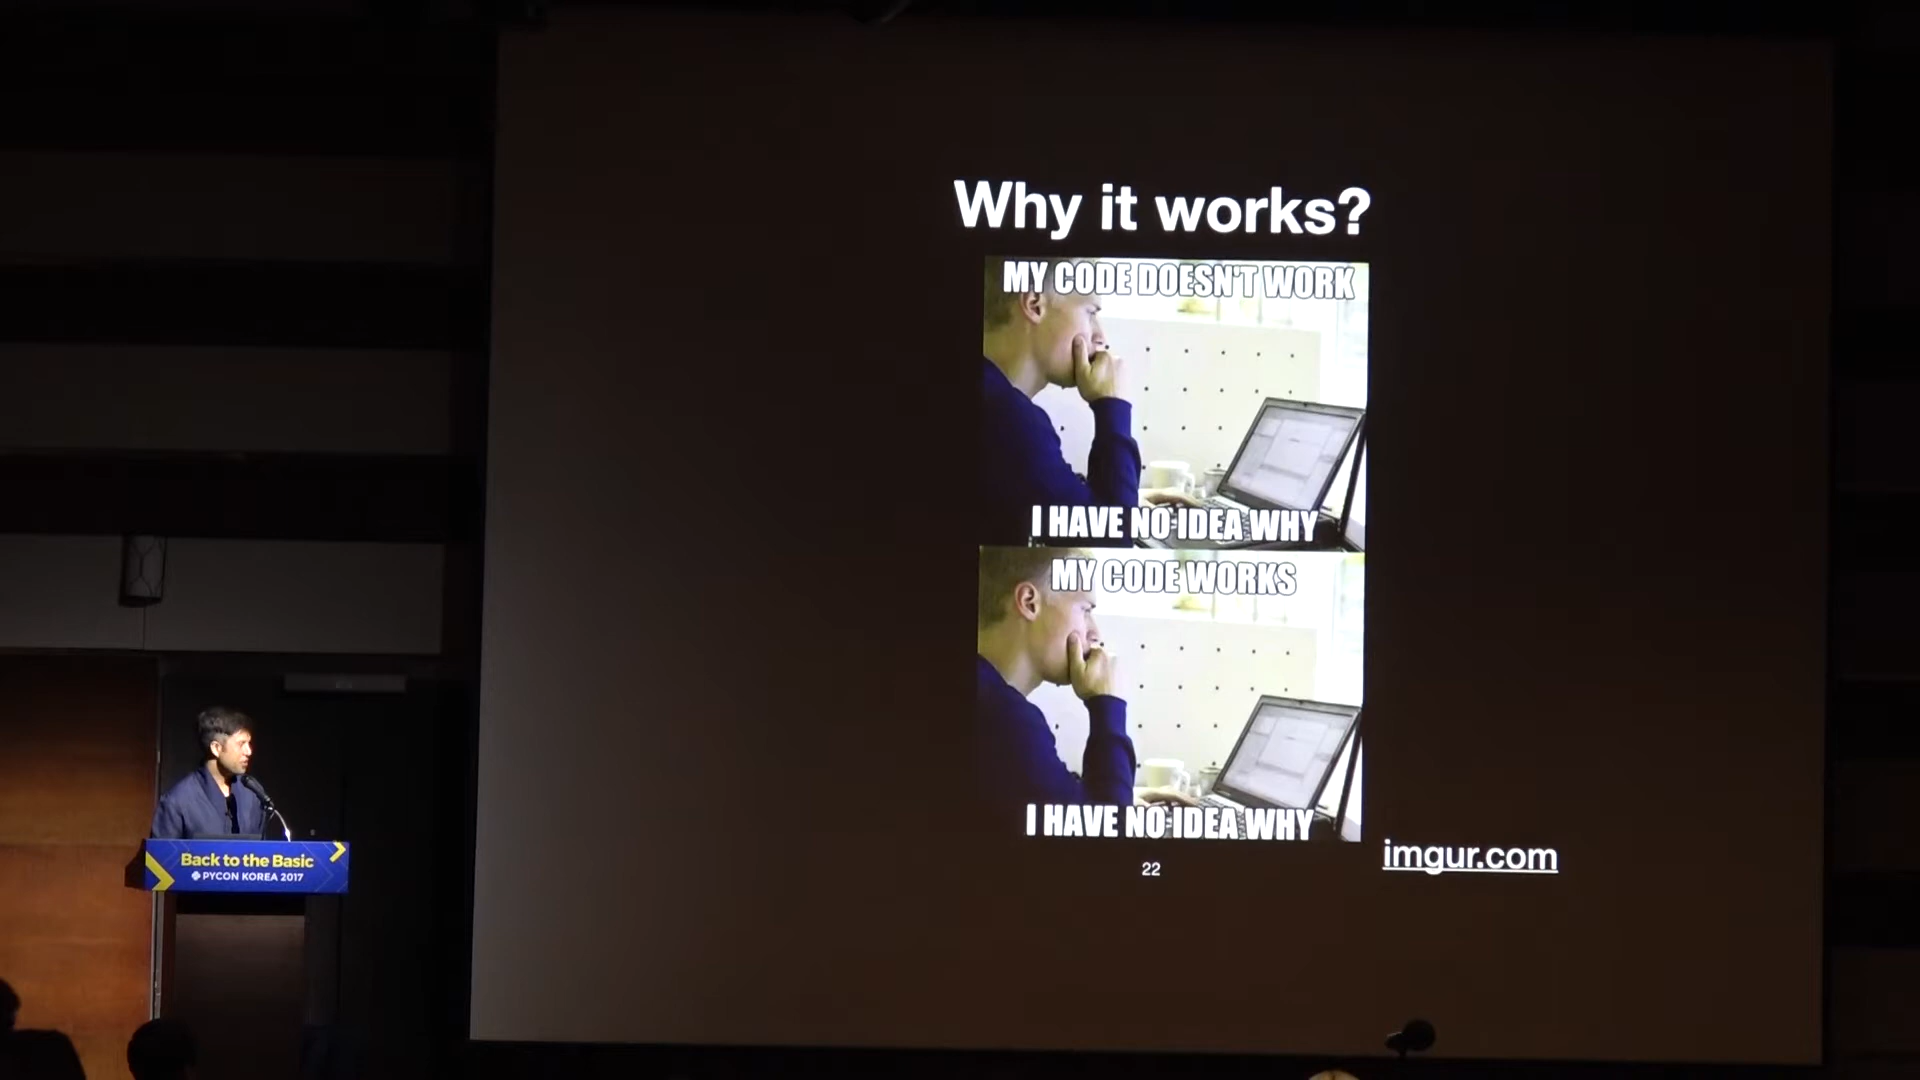 Why it works?
MY CODE DOESN'T WORK
I HAVE NO IDEA WHY
MY CODE WORKS
I HAVE NO IDEA WHY
22
imgur.com
Back to the Basic
PYCON KOREA 2017